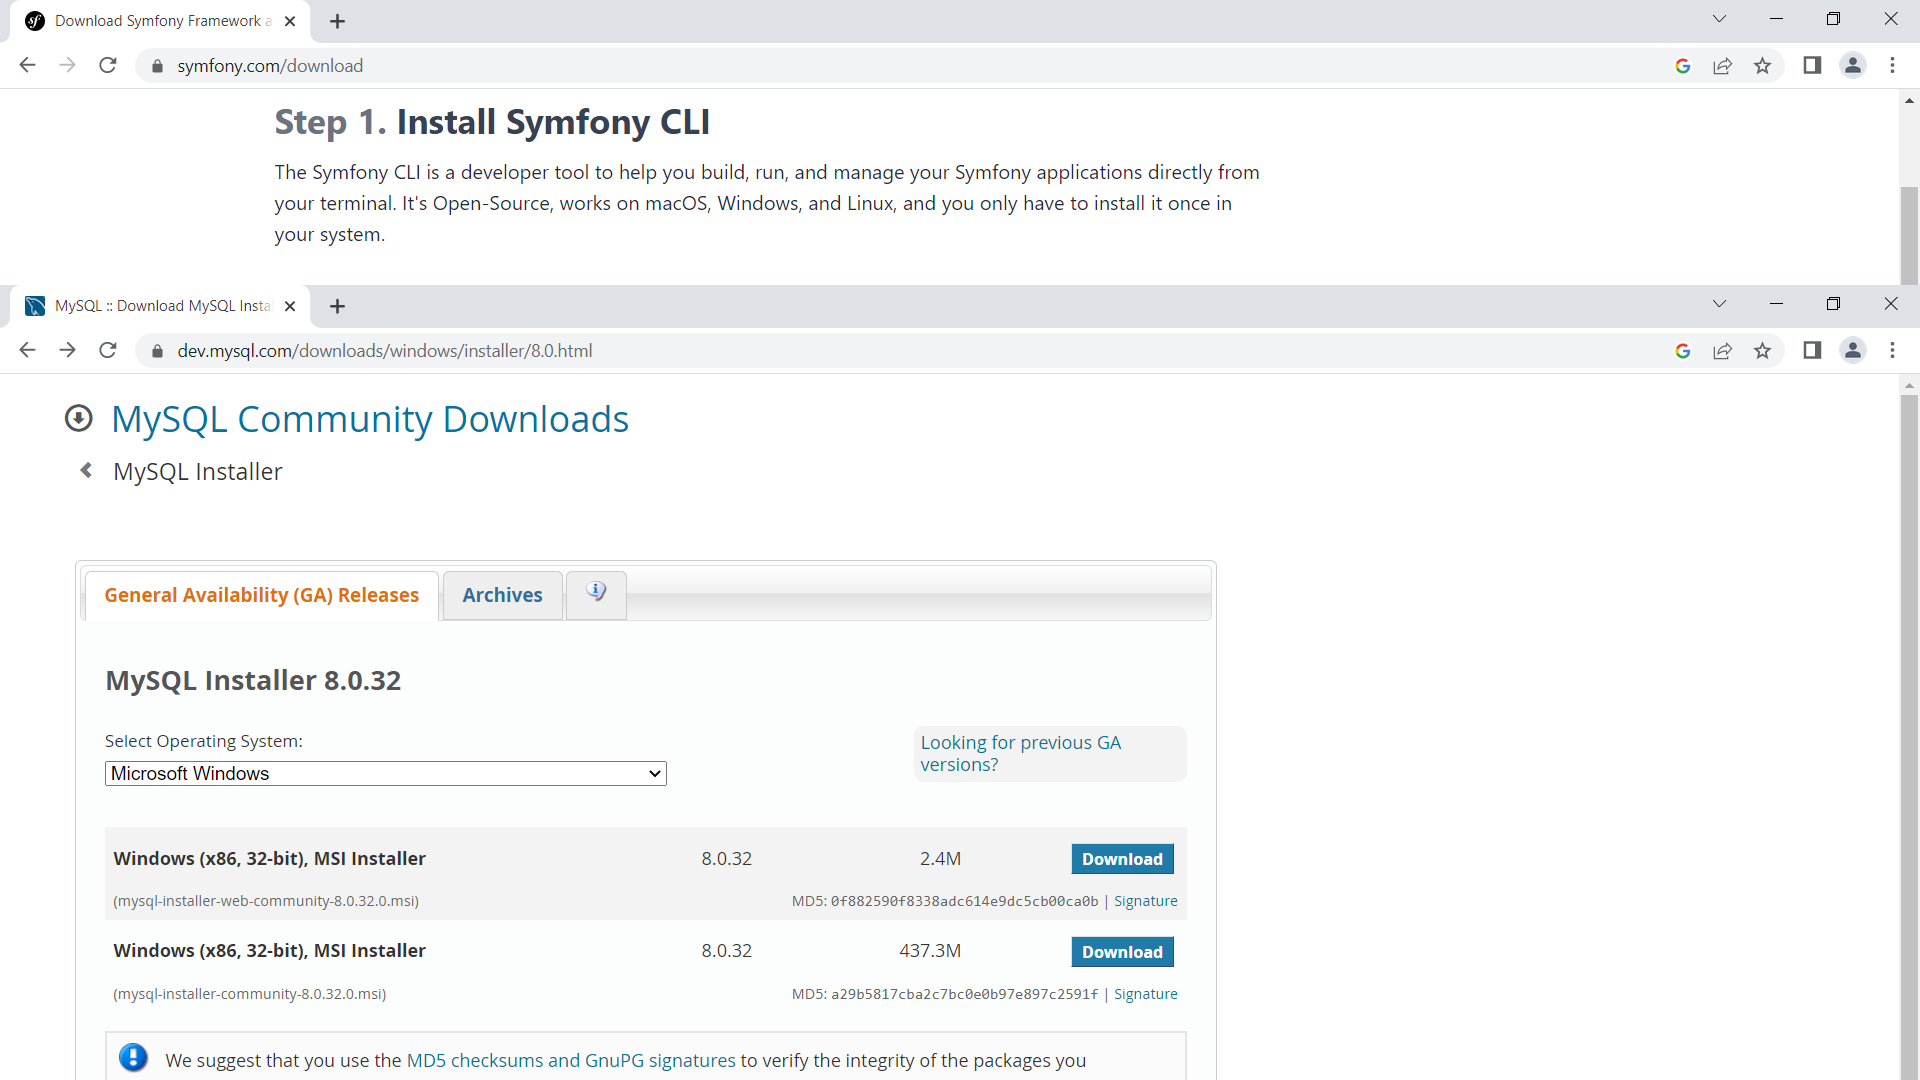 Download Symfony Framework a
symfony.com/download
Step 1. Install Symfony CLI
The Symfony CLI is a developer tool to help you build, run, and manage your Symfony applications directly from
your terminal. It's Open-Source, works on macOS, Windows, and Linux, and you only have to install it once in
your system.
MySQL :: Download MySQL Insta
dev.mysql.com/downloads/windows/installer/8.0.html
MySQL Community Downloads
MySQL Installer
General Availability (GA) Releases
Archives
MySQL Installer 8.0.32
Select Operating System:
Microsoft Windows
Looking for previous GA
versions?
Windows (x86, 32-bit), MSI Installer 8.0.32 2.4M Download
(mysql-installer-web-community-8.0.32.0.msi) MD5: 0f882590f8338adc614e9dc5cb00ca0b | Signature
Windows (x86, 32-bit), MSI Installer 8.0.32 437.3M Download
(mysql-installer-community-8.0.32.0.msi) MD5: a29b5817cba2c7bc0e0b97e897c2591f | Signature
We suggest that you use the MD5 checksums and GnuPG signatures to verify the integrity of the packages you